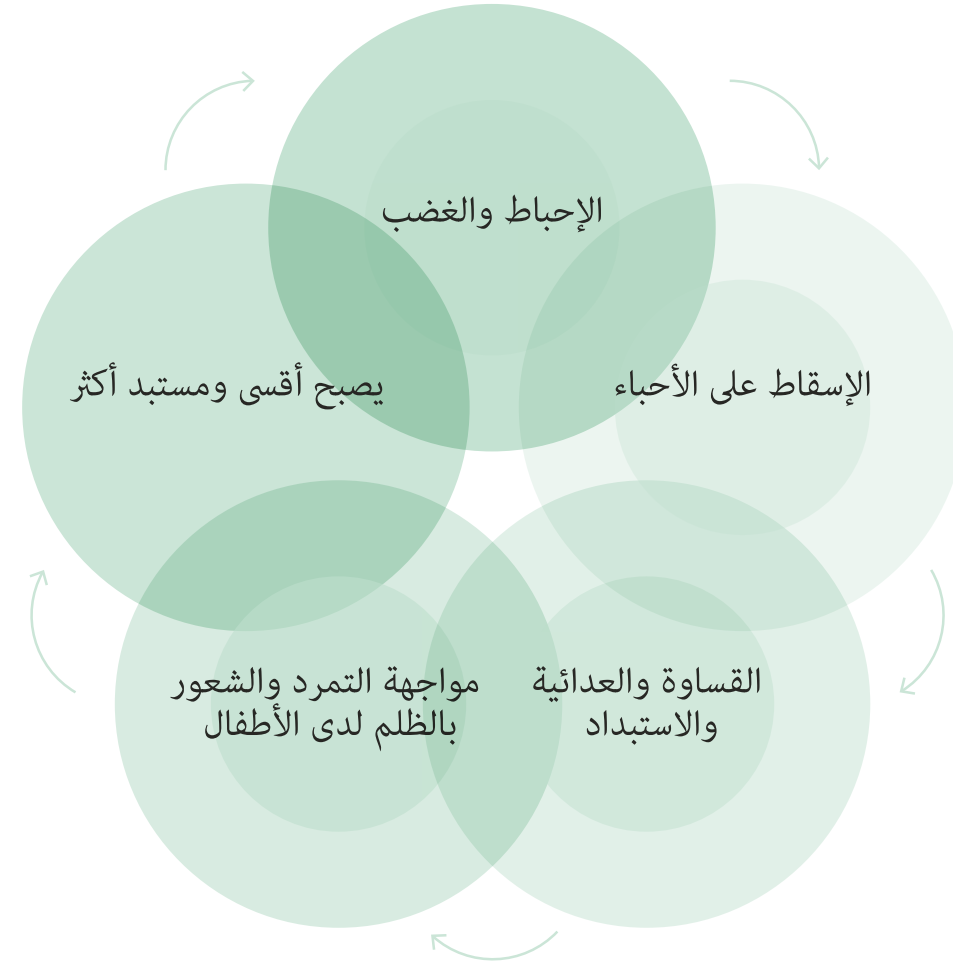 الإحباط والغضب
الإسقاط على الأحباء
القساوة والعدائية
والاستبداد
مواجهة التمرد والشعور
بالظلم لدى الأطفال
يصبح أقسى ومستبد أكثر